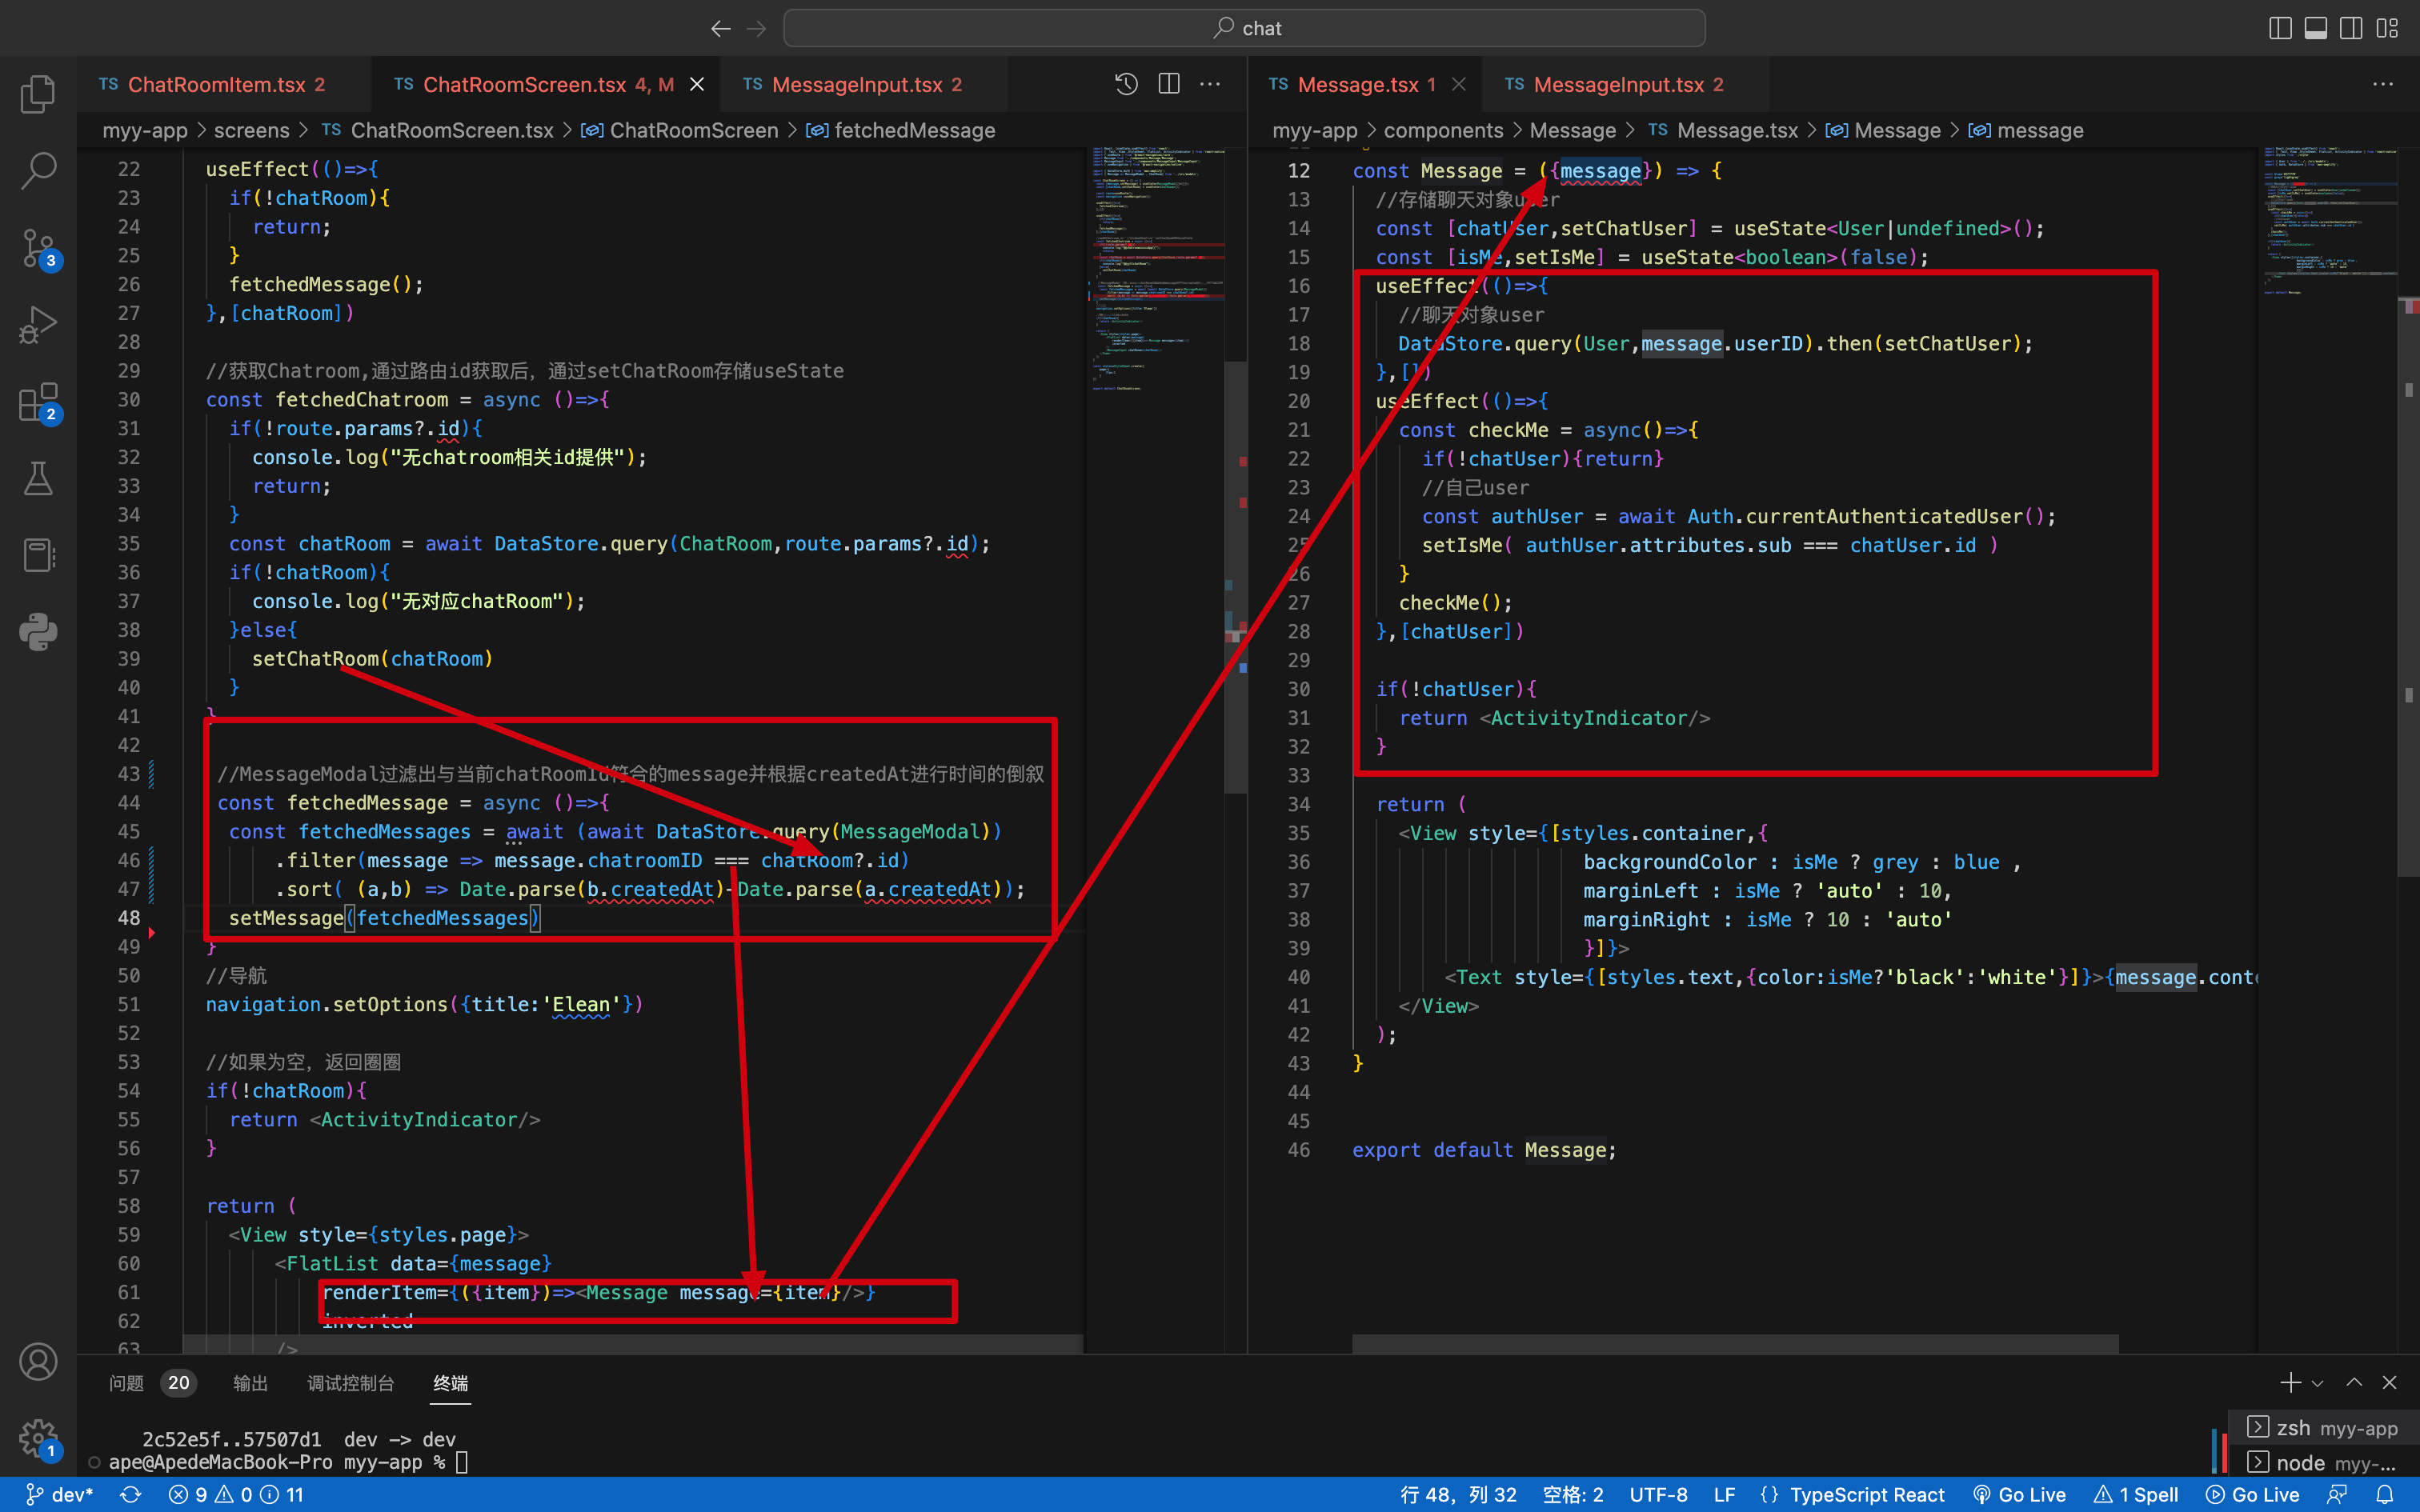 chat
TS ChatRoomItem.tsx 2
TS ChatRoomScreen.tsx 4, M
TS MessageInput.tsx 2
TS Message.tsx 1
TS MessageInput.tsx 2
myy-app > screens > TS ChatRoomScreen.tsx > ChatRoomScreen > fetchedMessage
22 useEffect(()=>{
23 if(!chatRoom){
24 return;
25 }
26 fetchedMessage();
27 },[chatRoom])
28
29 //获取Chatroom,通过路由id获取后，通过setChatRoom存储useState
30 const fetchedChatroom = async ()=>{
31 if(!route.params?.id){
32 console.log("无chatroom相关id提供");
33 return;
34 }
35 const chatRoom = await DataStore.query(ChatRoom,route.params?.id);
36 if(!chatRoom){
37 console.log("无对应chatRoom");
38 }else{
39 setChatRoom(chatRoom)
40 }
41 }
42
43 //MessageModal过滤出与当前chatRoomId符合的message并根据createdAt进行时间的倒叙
44 const fetchedMessage = async ()=>{
45 const fetchedMessages = await (await DataStore.query(MessageModal))
46 .filter(message => message.chatroomID === chatRoom?.id)
47 .sort( (a,b) => Date.parse(b.createdAt)-Date.parse(a.createdAt));
48 setMessage(fetchedMessages)
49 }
50 //导航
51 navigation.setOptions({title:'Elean'})
52
53 //如果为空，返回圈圈
54 if(!chatRoom){
55 return <ActivityIndicator/>
56 }
57
58 return (
59 <View style={styles.page}>
60 <FlatList data={message}
61 renderItem={({item})=><Message message={item}/>}
62 inverted
63 />
myy-app > components > Message > TS Message.tsx > Message > message
12 const Message = ({message}) => {
13 //存储聊天对象user
14 const [chatUser,setChatUser] = useState<User|undefined>();
15 const [isMe,setIsMe] = useState<boolean>(false);
16 useEffect(()=>{
17 //聊天对象user
18 DataStore.query(User,message.userID).then(setChatUser);
19 },[])
20 useEffect(()=>{
21 const checkMe = async()=>{
22 if(!chatUser){return}
23 //自己user
24 const authUser = await Auth.currentAuthenticatedUser();
25 setIsMe( authUser.attributes.sub === chatUser.id )
26 }
27 checkMe();
28 },[chatUser])
29
30 if(!chatUser){
31 return <ActivityIndicator/>
32 }
33
34 return (
35 <View style={[styles.container,{
36 backgroundColor : isMe ? grey : blue ,
37 marginLeft : isMe ? 'auto' : 10,
38 marginRight : isMe ? 10 : 'auto'
39 }]}>
40 <Text style={[styles.text,{color:isMe?'black':'white'}]}>{message.conte
41 </View>
42 );
43 }
44
45
46 export default Message;
3
2
1
问题 20 输出 调试控制台 终端
2c52e5f..57507d1 dev -> dev
ape@ApedeMacBook-Pro myy-app %
zsh myy-app
node myy-...
dev* 9 0 11 行 48，列 32 空格: 2 UTF-8 LF {} TypeScript React Go Live 1 Spell Go Live